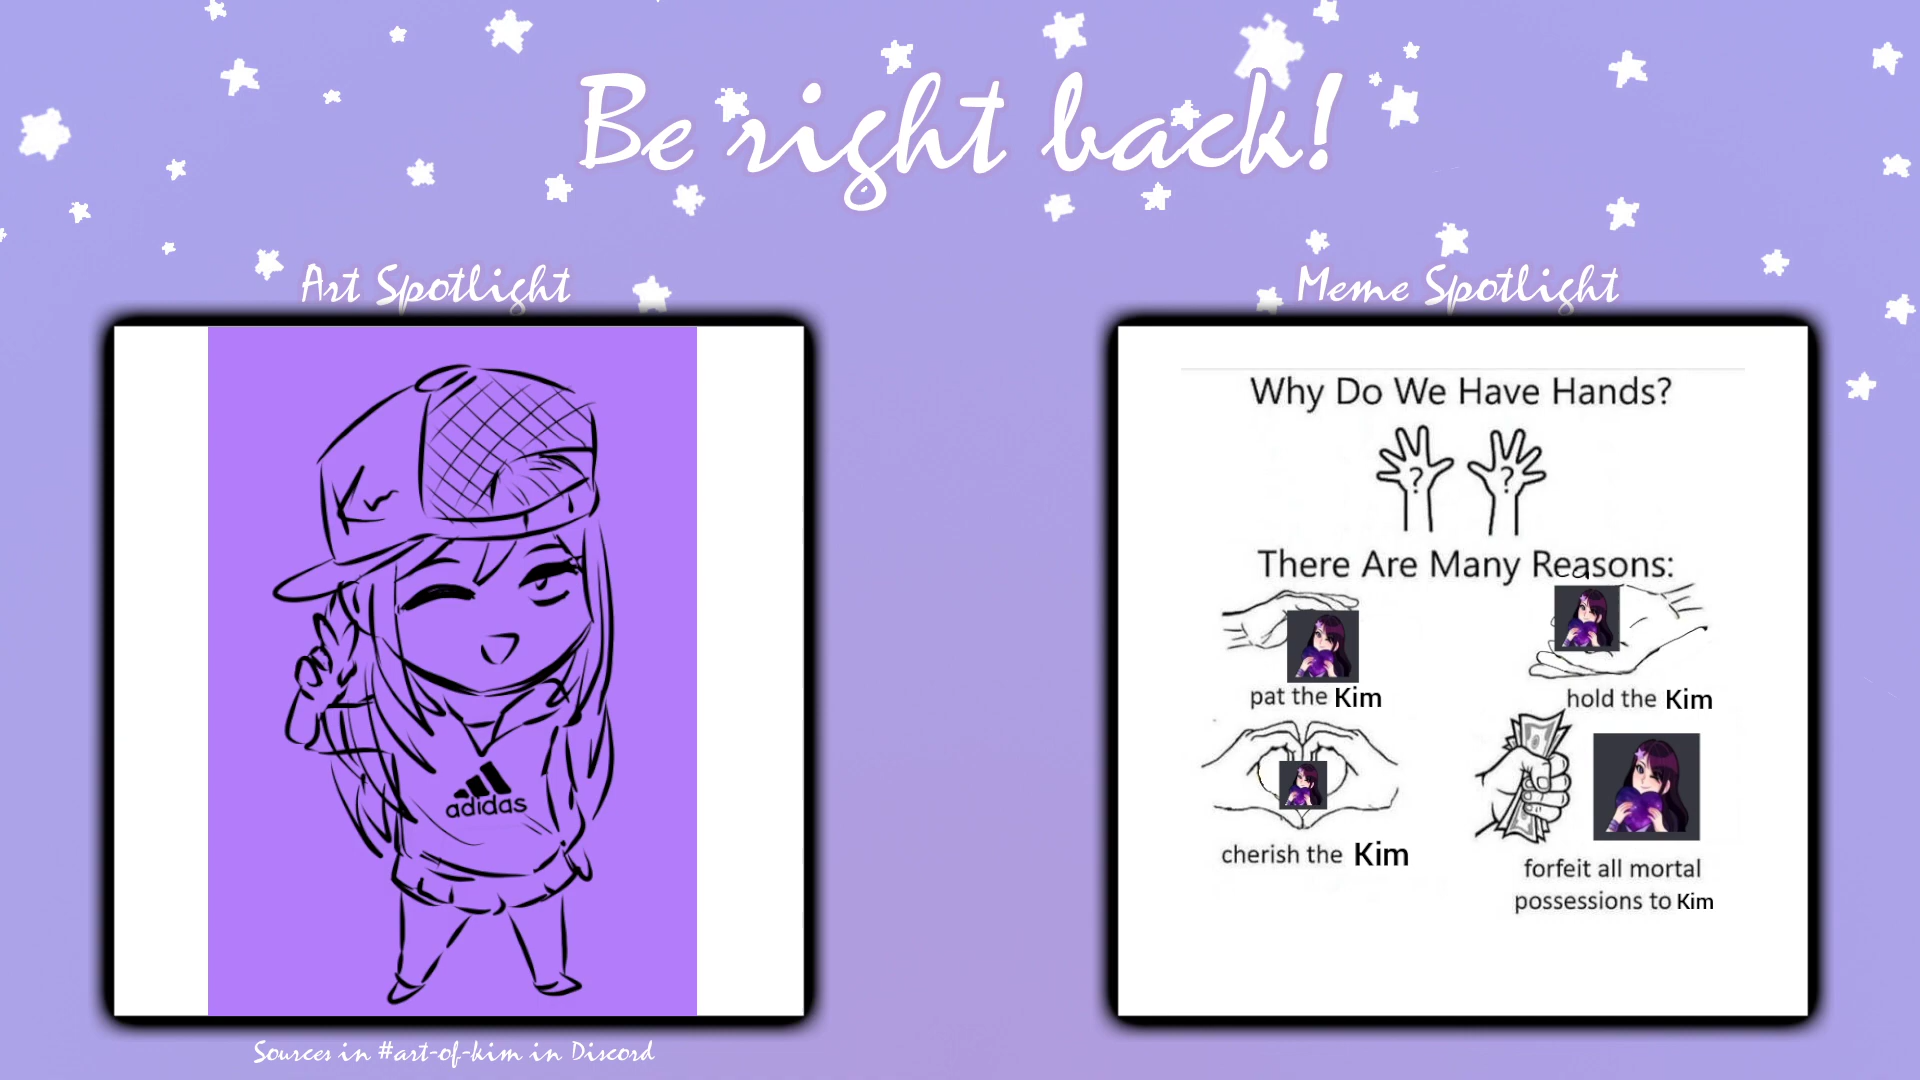 Be right back!
Art Spotlight
Meme Spotlight
adidas
Why Do We Have Hands?
? ?
There Are Many Reasons:
pat the Kim
hold the Kim
cherish the Kim
forfeit all mortal
possessions to Kim
Sources in #art-of-kim in Discord